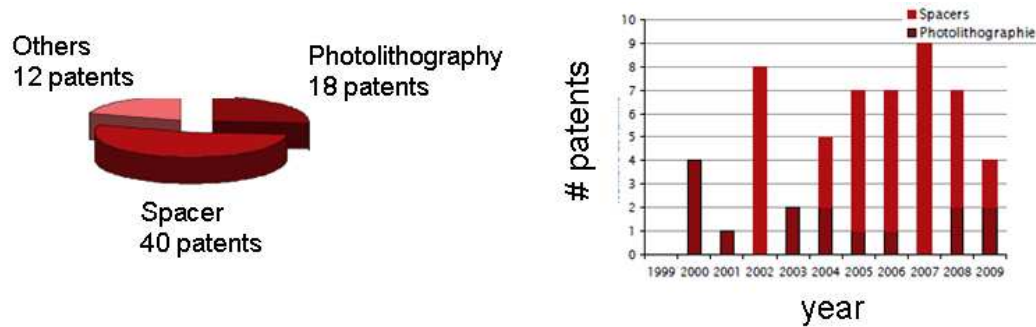 Others
12 patents
Photolithography
18 patents
Spacer
40 patents
Spacers
Photolithographie
10
9
8
7
6
5
4
3
2
1
0
# patents
1999 2000 2001 2002 2003 2004 2005 2006 2007 2008 2009
year